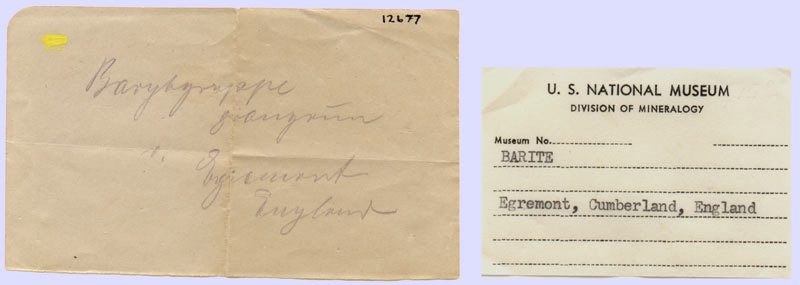 12677
Barytgruppe
graugrün
v. Egremont
England
U. S. NATIONAL MUSEUM
DIVISION OF MINERALOGY
Museum No.
BARITE
Egremont, Cumberland, England